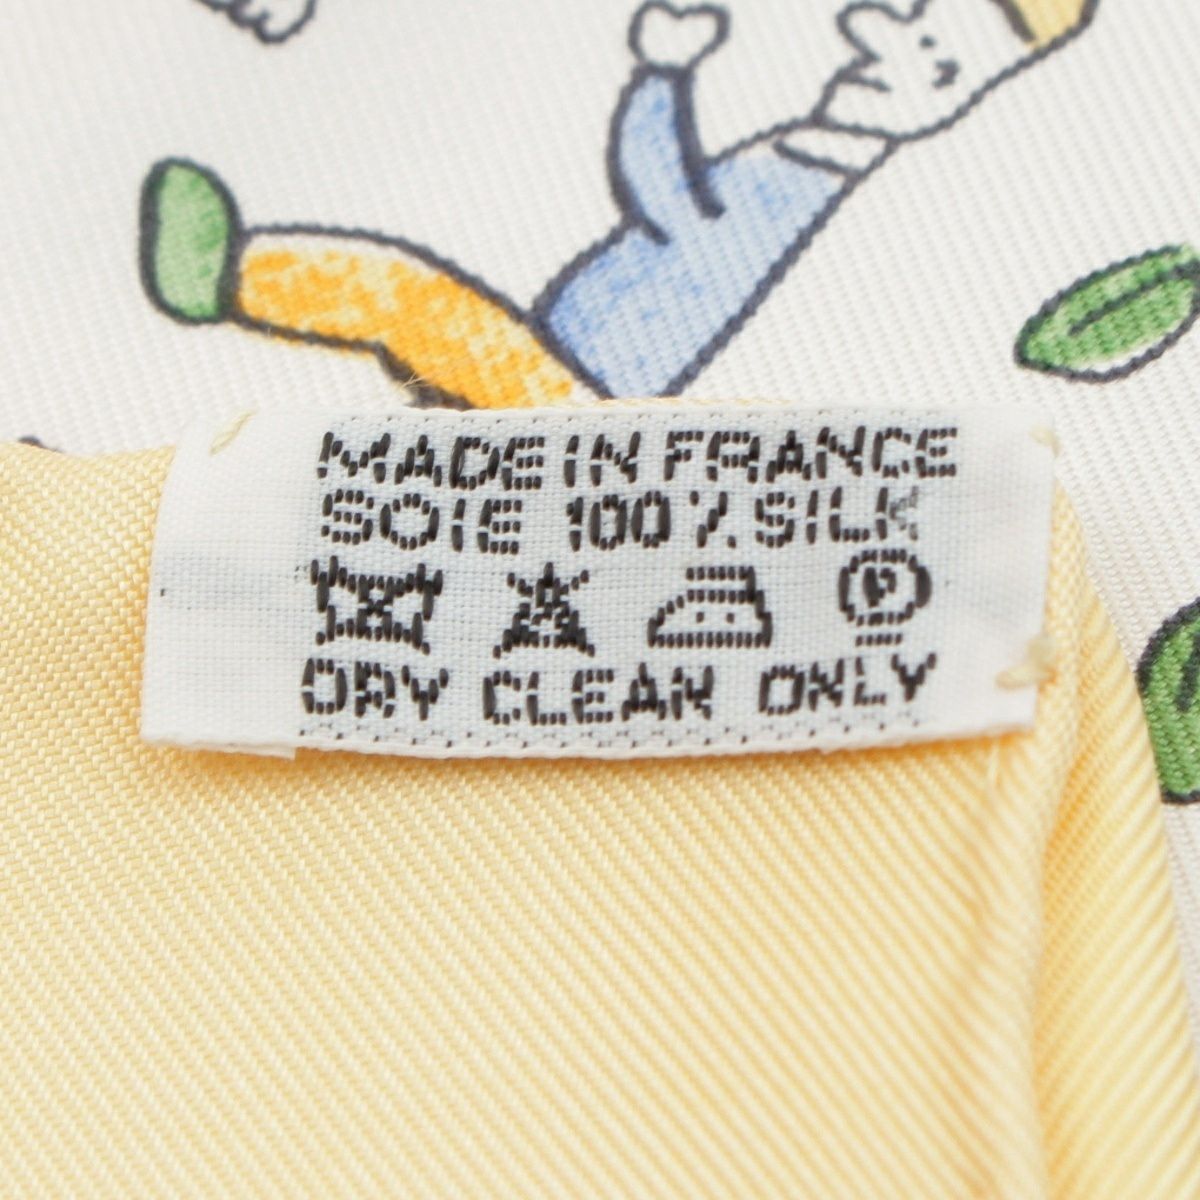 MADE IN FRANCE
SOIE 100% SILK
P
DRY CLEAN ONLY